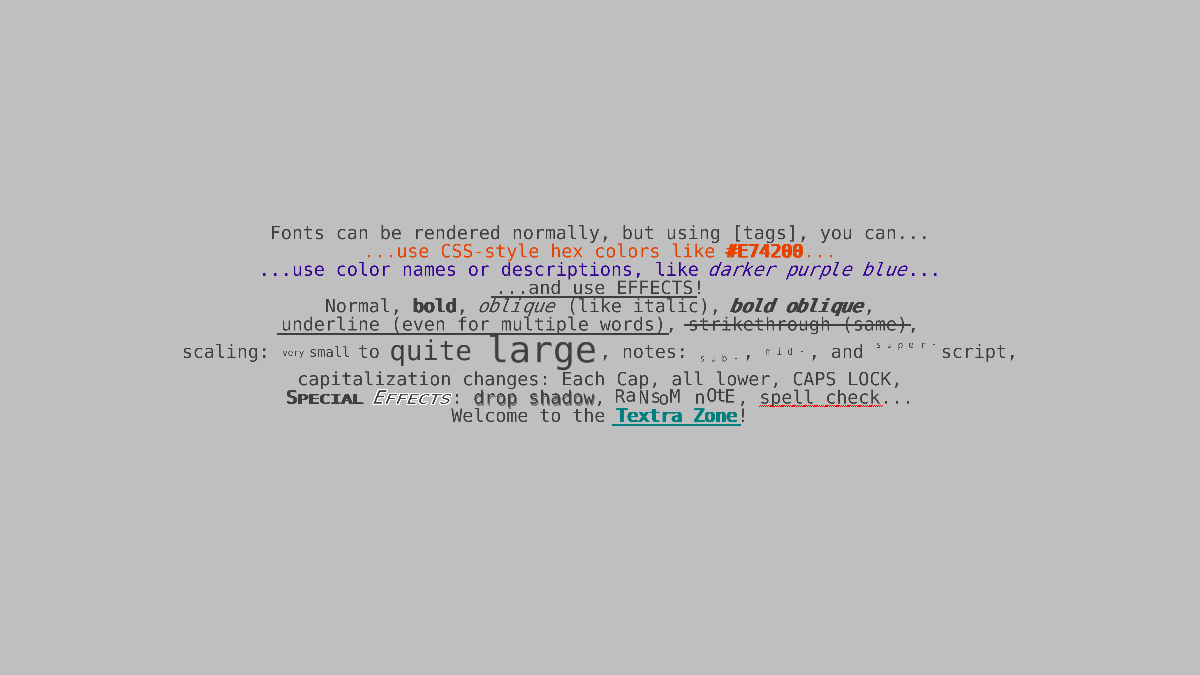 Fonts can be rendered normally, but using [tags], you can...
...use CSS-style hex colors like #E74200...
...use color names or descriptions, like darker purple blue...
...and use EFFECTS!
Normal, bold, oblique (like italic), bold oblique,
underline (even for multiple words), strikethrough (same),
scaling: very small to quite large, notes: sub-, mid-, and super-script,
capitalization changes: Each Cap, all lower, CAPS LOCK,
SPECIAL EFFECTS: drop shadow, RaNsoM nOtE, spell check...
Welcome to the Textra Zone!